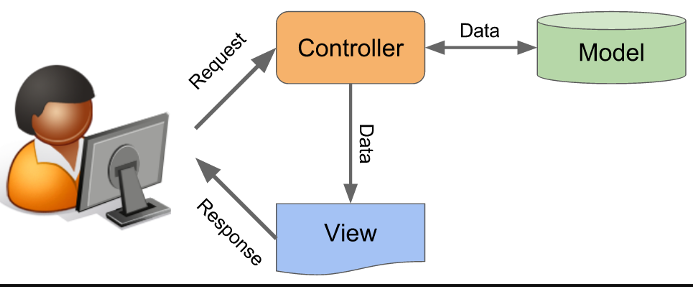 Request
Controller
Data
Model
Data
View
Response